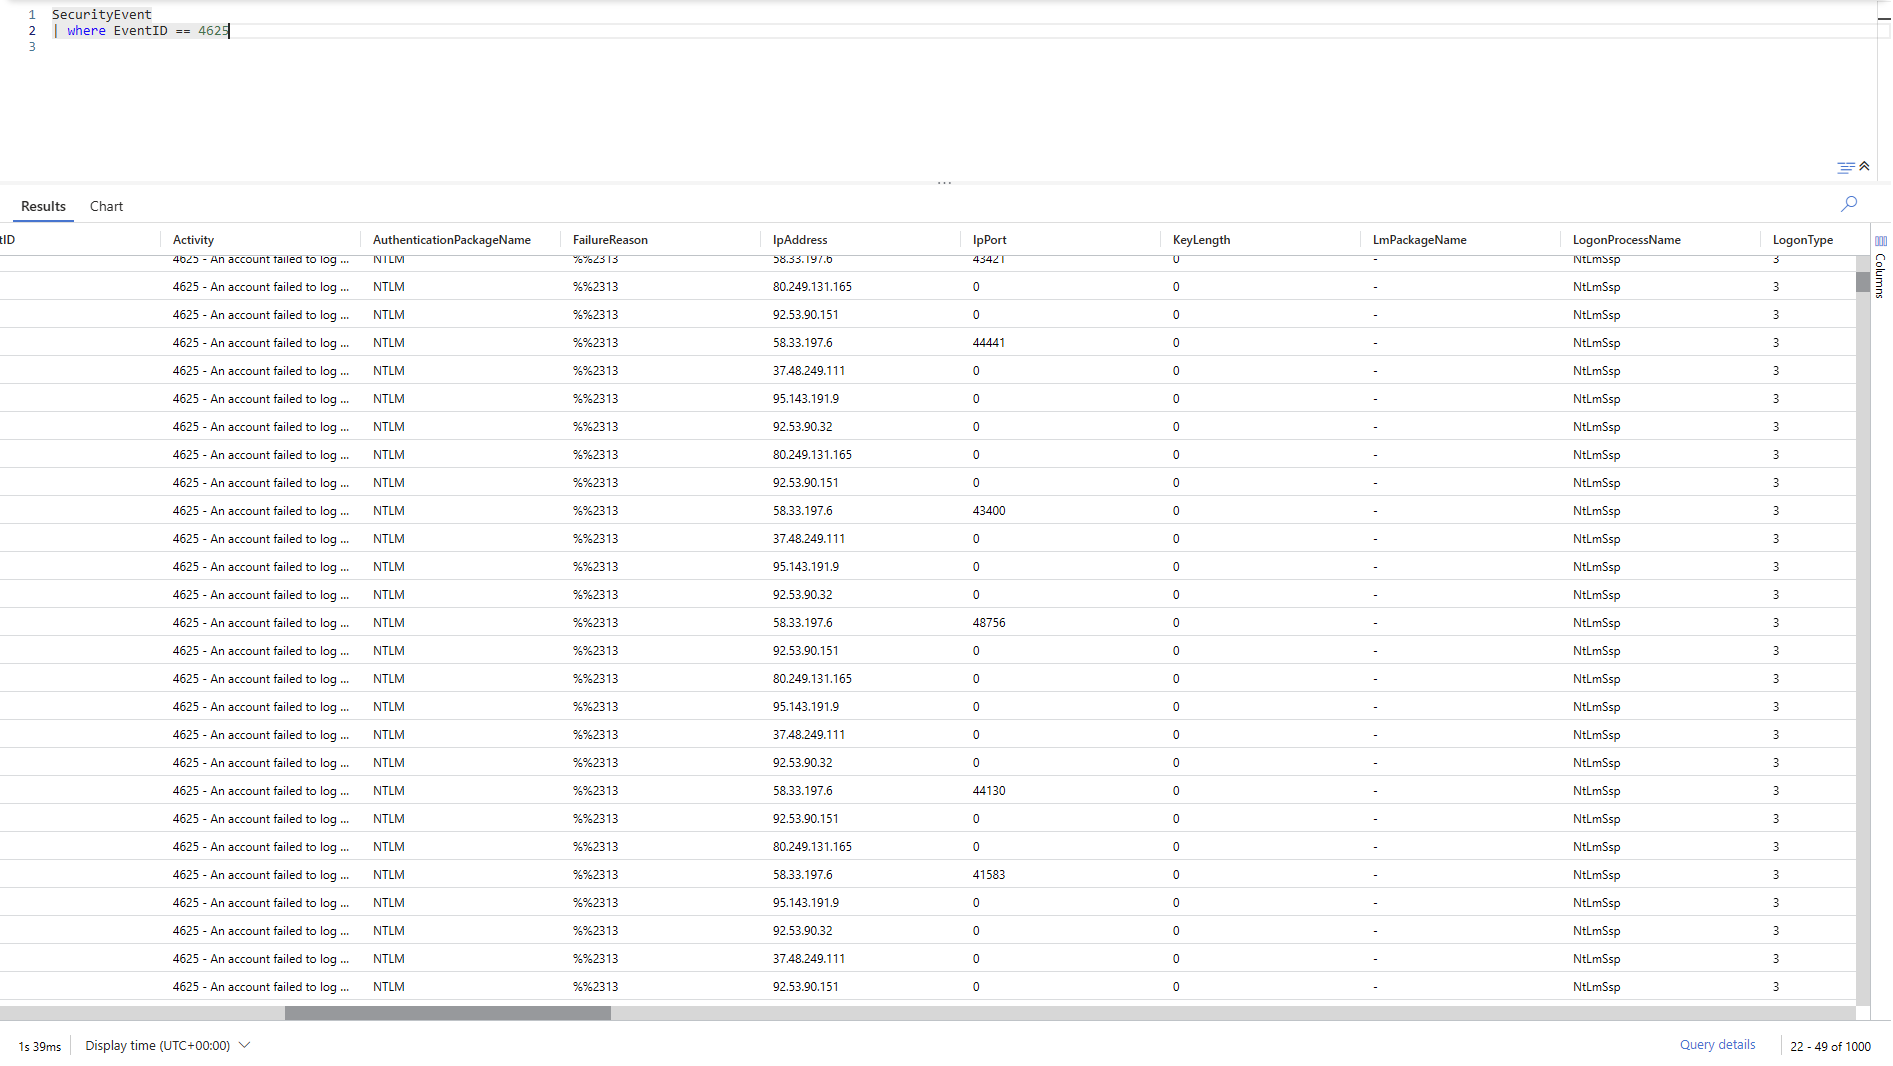 1 SecurityEvent
2 | where EventID == 4625
3
Results Chart
tID Activity AuthenticationPackageName FailureReason IpAddress IpPort KeyLength LmPackageName LogonProcessName LogonType
4625 - An account failed to log ... NTLM %%2313 58.33.197.6 43421 0 - NtLmSsp 3
4625 - An account failed to log ... NTLM %%2313 80.249.131.165 0 0 - NtLmSsp 3
4625 - An account failed to log ... NTLM %%2313 92.53.90.151 0 0 - NtLmSsp 3
4625 - An account failed to log ... NTLM %%2313 58.33.197.6 44441 0 - NtLmSsp 3
4625 - An account failed to log ... NTLM %%2313 37.48.249.111 0 0 - NtLmSsp 3
4625 - An account failed to log ... NTLM %%2313 95.143.191.9 0 0 - NtLmSsp 3
4625 - An account failed to log ... NTLM %%2313 92.53.90.32 0 0 - NtLmSsp 3
4625 - An account failed to log ... NTLM %%2313 80.249.131.165 0 0 - NtLmSsp 3
4625 - An account failed to log ... NTLM %%2313 92.53.90.151 0 0 - NtLmSsp 3
4625 - An account failed to log ... NTLM %%2313 58.33.197.6 43400 0 - NtLmSsp 3
4625 - An account failed to log ... NTLM %%2313 37.48.249.111 0 0 - NtLmSsp 3
4625 - An account failed to log ... NTLM %%2313 95.143.191.9 0 0 - NtLmSsp 3
4625 - An account failed to log ... NTLM %%2313 92.53.90.32 0 0 - NtLmSsp 3
4625 - An account failed to log ... NTLM %%2313 58.33.197.6 48756 0 - NtLmSsp 3
4625 - An account failed to log ... NTLM %%2313 92.53.90.151 0 0 - NtLmSsp 3
4625 - An account failed to log ... NTLM %%2313 80.249.131.165 0 0 - NtLmSsp 3
4625 - An account failed to log ... NTLM %%2313 95.143.191.9 0 0 - NtLmSsp 3
4625 - An account failed to log ... NTLM %%2313 37.48.249.111 0 0 - NtLmSsp 3
4625 - An account failed to log ... NTLM %%2313 92.53.90.32 0 0 - NtLmSsp 3
4625 - An account failed to log ... NTLM %%2313 58.33.197.6 44130 0 - NtLmSsp 3
4625 - An account failed to log ... NTLM %%2313 92.53.90.151 0 0 - NtLmSsp 3
4625 - An account failed to log ... NTLM %%2313 80.249.131.165 0 0 - NtLmSsp 3
4625 - An account failed to log ... NTLM %%2313 58.33.197.6 41583 0 - NtLmSsp 3
4625 - An account failed to log ... NTLM %%2313 95.143.191.9 0 0 - NtLmSsp 3
4625 - An account failed to log ... NTLM %%2313 92.53.90.32 0 0 - NtLmSsp 3
4625 - An account failed to log ... NTLM %%2313 37.48.249.111 0 0 - NtLmSsp 3
4625 - An account failed to log ... NTLM %%2313 92.53.90.151 0 0 - NtLmSsp 3
Columns
1s 39ms Display time (UTC+00:00) Query details 22 - 49 of 1000